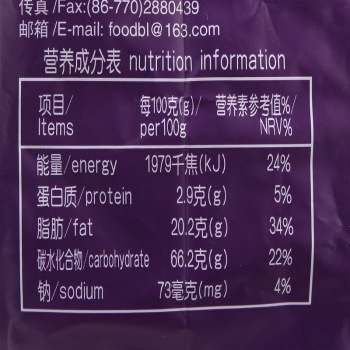 传真/Fax:(86-770)2880439
邮箱/E-mail: foodbl@163.com
营养成分表 nutrition information
项目/ 每100克(g)/ 营养素参考值%/
Items per100g NRV%
能量/energy 1979千焦(kJ) 24%
蛋白质/protein 2.9克(g) 5%
脂肪/fat 20.2克(g) 34%
碳水化合物/carbohydrate 66.2克(g) 22%
钠/sodium 73毫克(mg) 4%